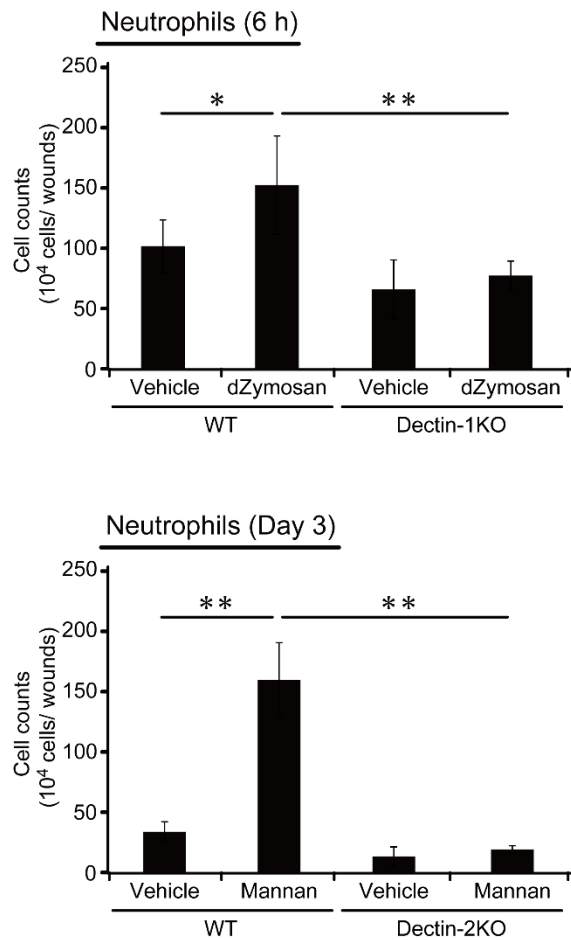 Neutrophils (6 h)
Cell counts
(10⁴ cells/ wounds)
250
200
150
100
50
0
*
**
Vehicle dZymosan Vehicle dZymosan
WT Dectin-1KO
Neutrophils (Day 3)
Cell counts
(10⁴ cells/ wounds)
250
200
150
100
50
0
**
**
Vehicle Mannan Vehicle Mannan
WT Dectin-2KO